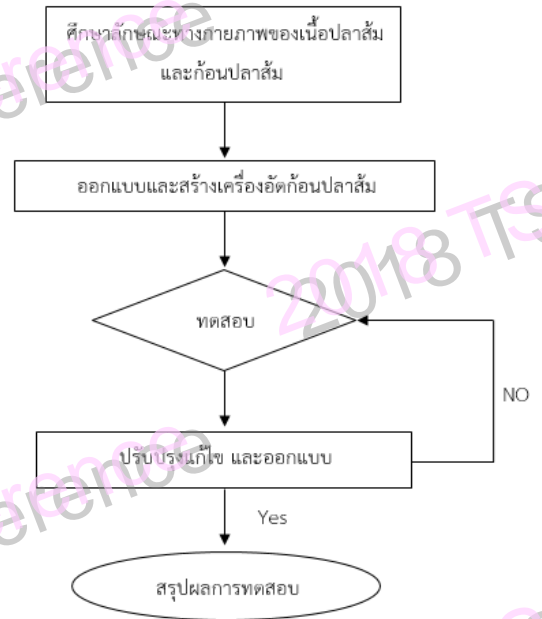 ศึกษาลักษณะทางกายภาพของเนื้อปลาส้ม
และก้อนปลาส้ม
ออกแบบและสร้างเครื่องอัดก้อนปลาส้ม
2018 TS
ทดสอบ
NO
ปรับปรุงแก้ไข และออกแบบ
Yes
สรุปผลการทดสอบ